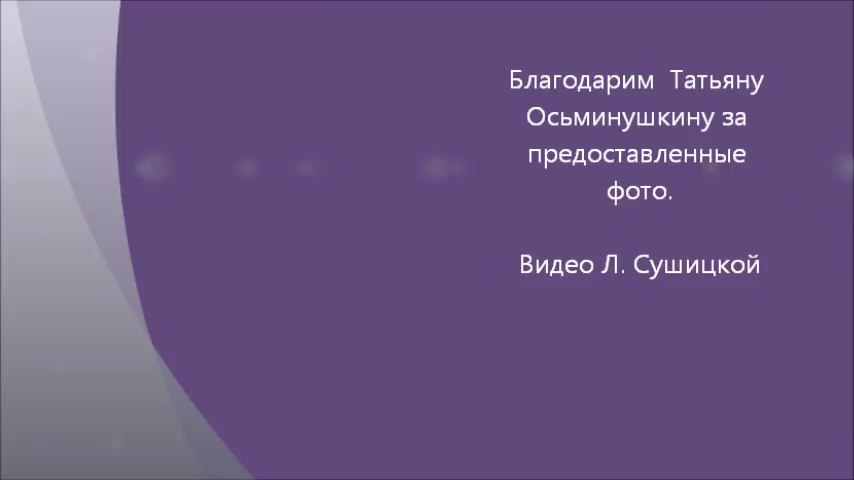 Благодарим Татьяну
Осьминушкину за
предоставленные
фото.
Видео Л. Сушицкой